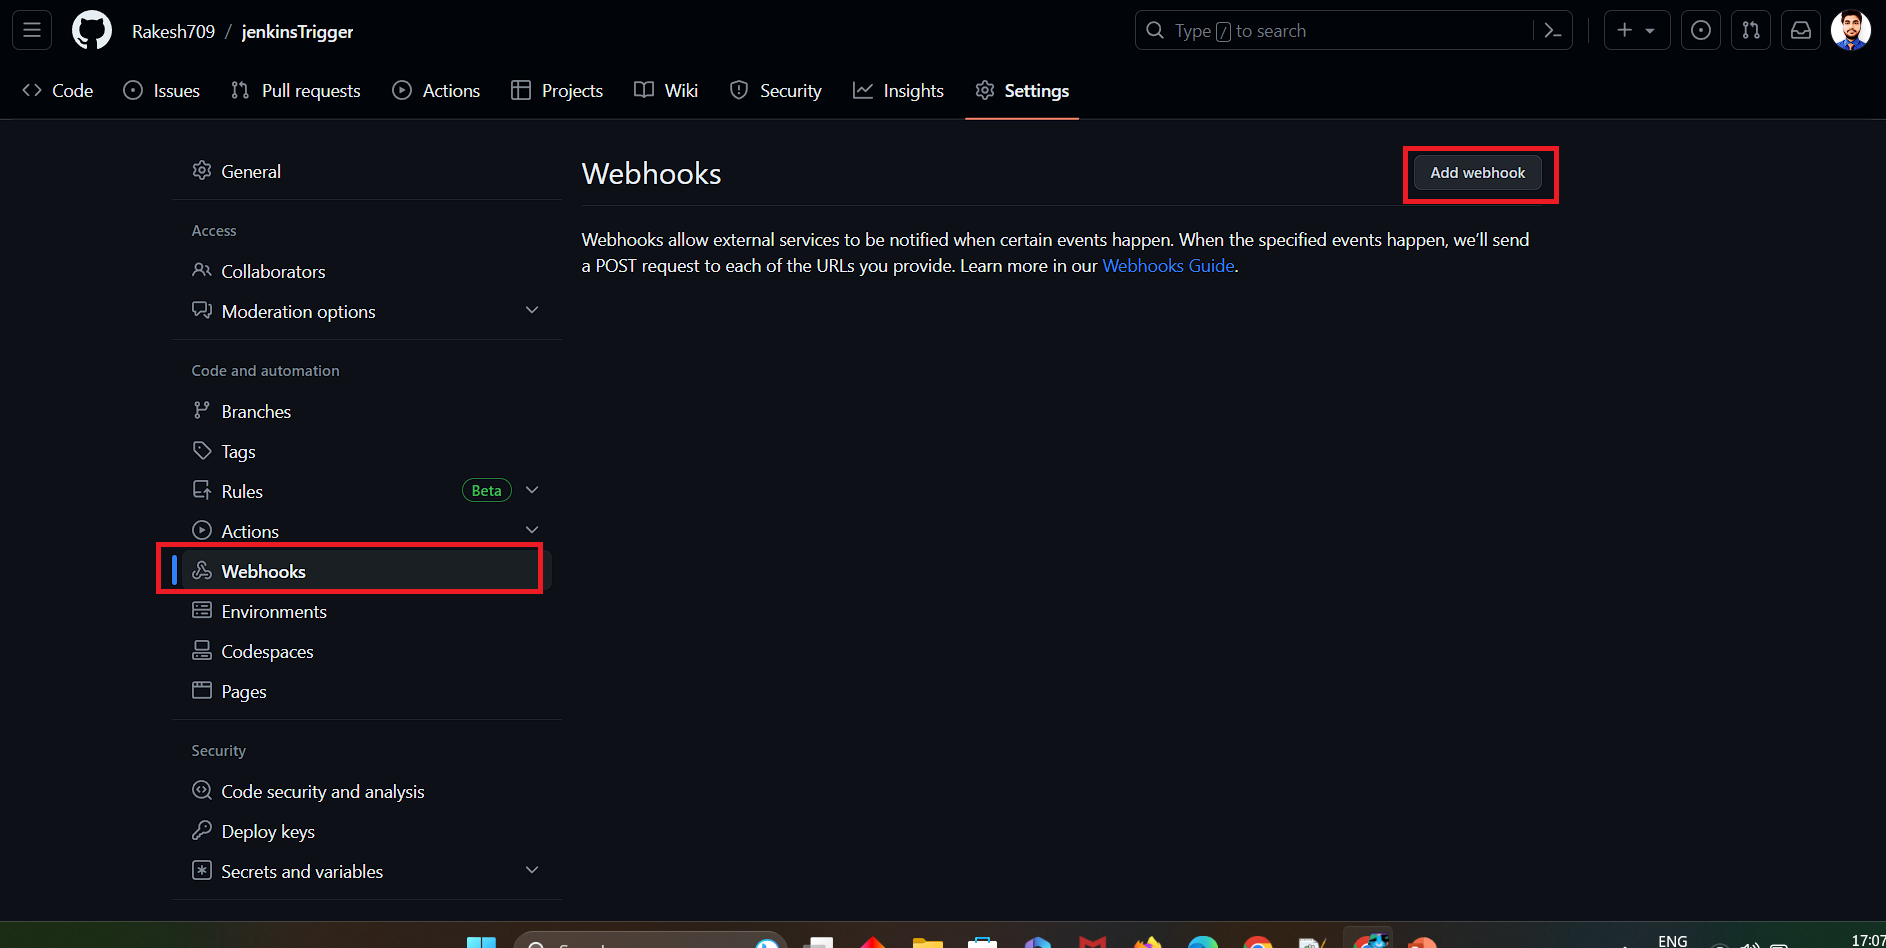 Rakesh709 / jenkinsTrigger
Type / to search
Code Issues Pull requests Actions Projects Wiki Security Insights Settings
General
Access
Collaborators
Moderation options
Code and automation
Branches
Tags
Rules Beta
Actions
Webhooks
Environments
Codespaces
Pages
Security
Code security and analysis
Deploy keys
Secrets and variables
Webhooks
Add webhook
Webhooks allow external services to be notified when certain events happen. When the specified events happen, we'll send
a POST request to each of the URLs you provide. Learn more in our Webhooks Guide.
ENG
17:07